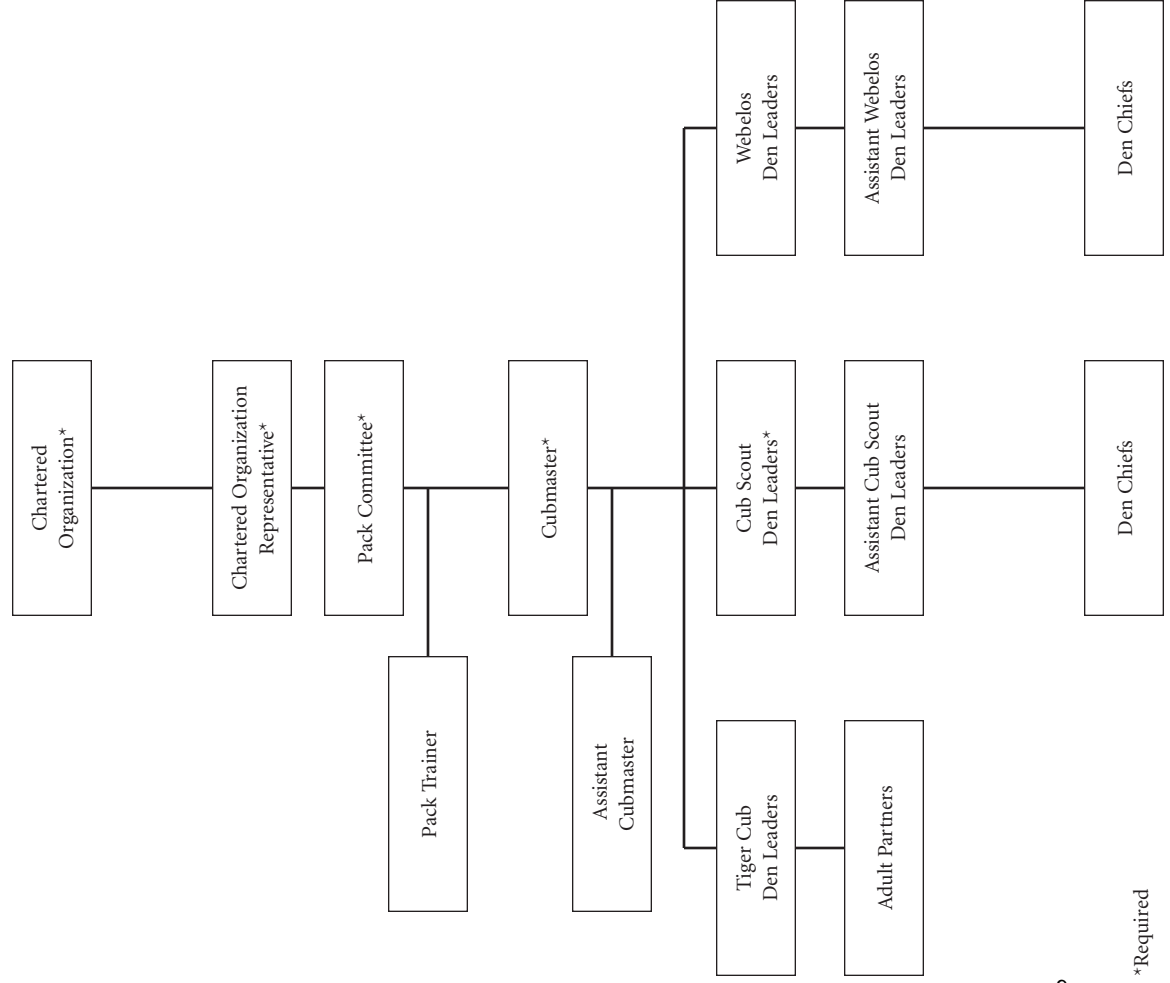 Chartered
Organization*
Chartered Organization
Representative*
Pack Committee*
Pack Trainer
Cubmaster*
Assistant
Cubmaster
Tiger Cub
Den Leaders
Cub Scout
Den Leaders*
Webelos
Den Leaders
Adult Partners
Assistant Cub Scout
Den Leaders
Assistant Webelos
Den Leaders
Den Chiefs
Den Chiefs
*Required